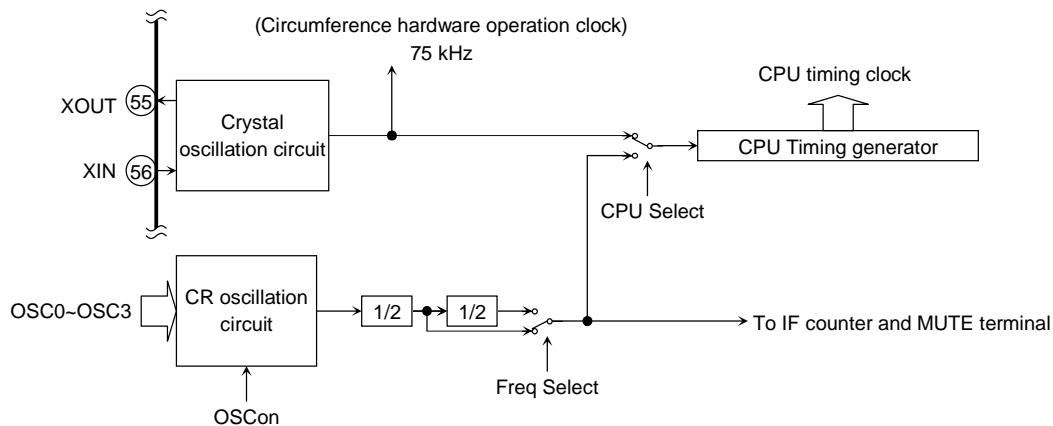 (Circumference hardware operation clock)
75 kHz
CPU timing clock
XOUT
55
Crystal
oscillation circuit
CPU Timing generator
XIN
56
CPU Select
OSC0~OSC3
CR oscillation
circuit
1/2
1/2
To IF counter and MUTE terminal
Freq Select
OSCon